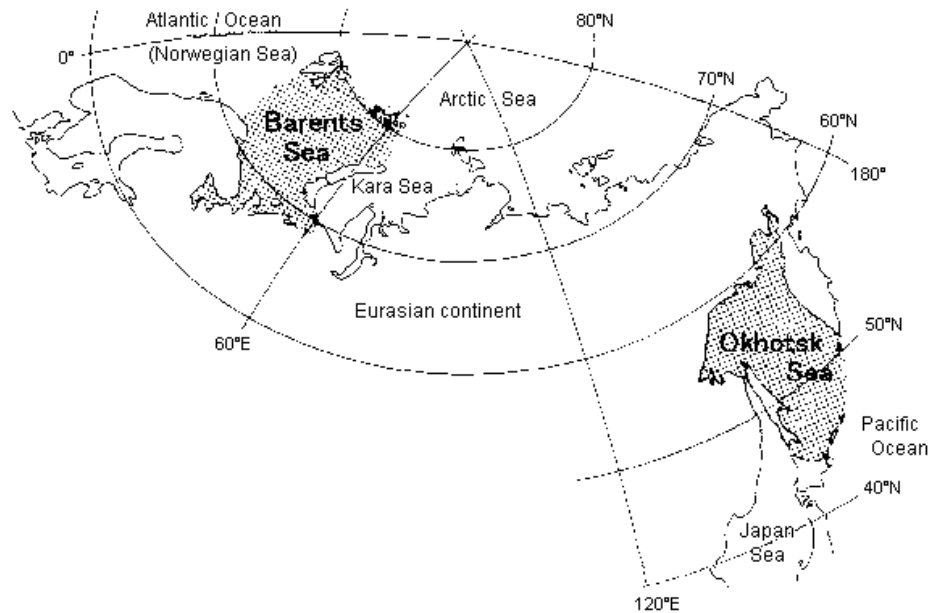 Atlantic Ocean
80°N
0°
(Norwegian Sea)
70°N
Arctic Sea
60°N
Barents
Sea
180°
Kara Sea
Eurasian continent
50°N
60°E
Okhotsk
Sea
Pacific
Ocean
40°N
Japan
Sea
120°E